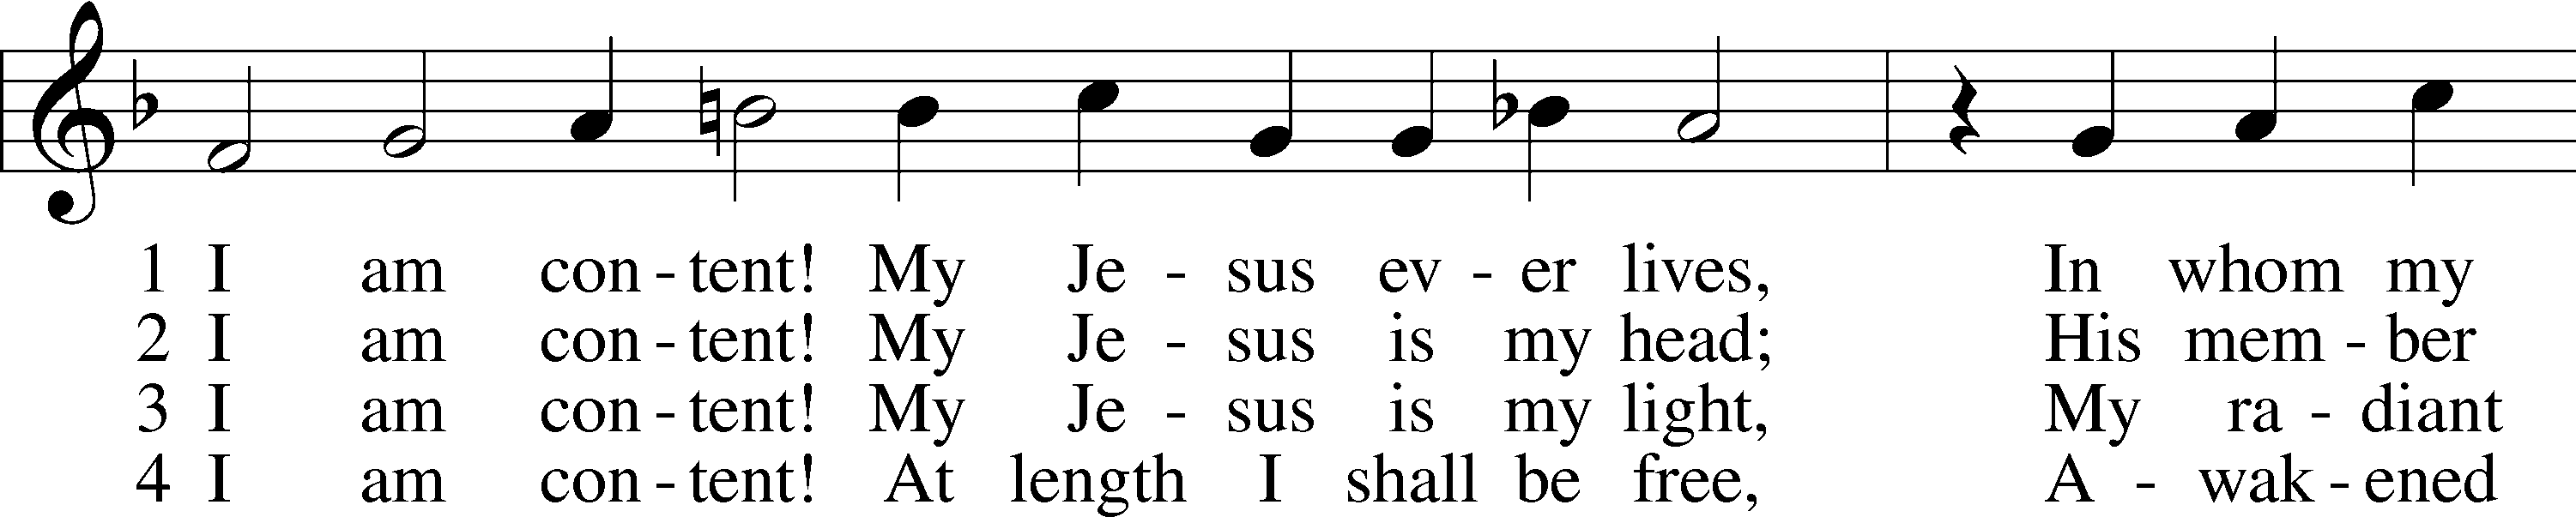 1 I am con - tent! My Je - sus ev - er lives, In whom my
2 I am con - tent! My Je - sus is my head; His mem - ber
3 I am con - tent! My Je - sus is my light, My ra - diant
4 I am con - tent! At length I shall be free, A - wak - ened